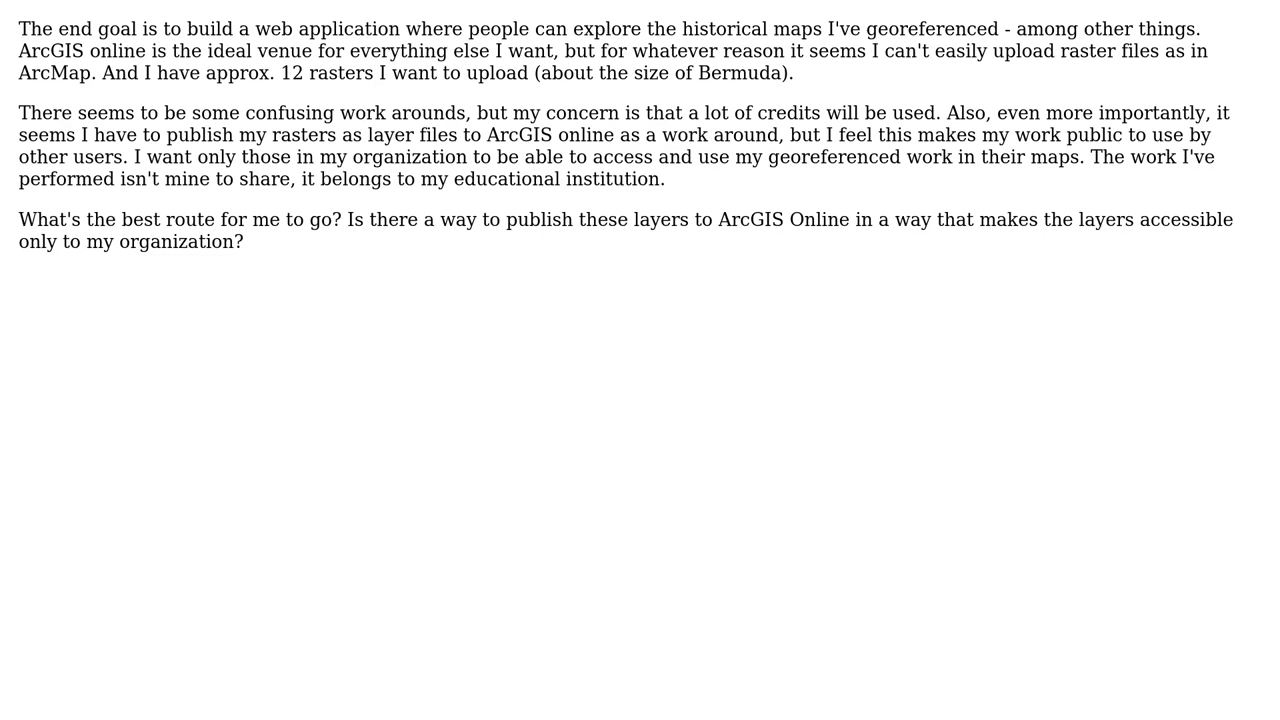 The end goal is to build a web application where people can explore the historical maps I've georeferenced - among other things.
ArcGIS online is the ideal venue for everything else I want, but for whatever reason it seems I can't easily upload raster files as in
ArcMap. And I have approx. 12 rasters I want to upload (about the size of Bermuda).
There seems to be some confusing work arounds, but my concern is that a lot of credits will be used. Also, even more importantly, it
seems I have to publish my rasters as layer files to ArcGIS online as a work around, but I feel this makes my work public to use by
other users. I want only those in my organization to be able to access and use my georeferenced work in their maps. The work I've
performed isn't mine to share, it belongs to my educational institution.
What's the best route for me to go? Is there a way to publish these layers to ArcGIS Online in a way that makes the layers accessible
only to my organization?